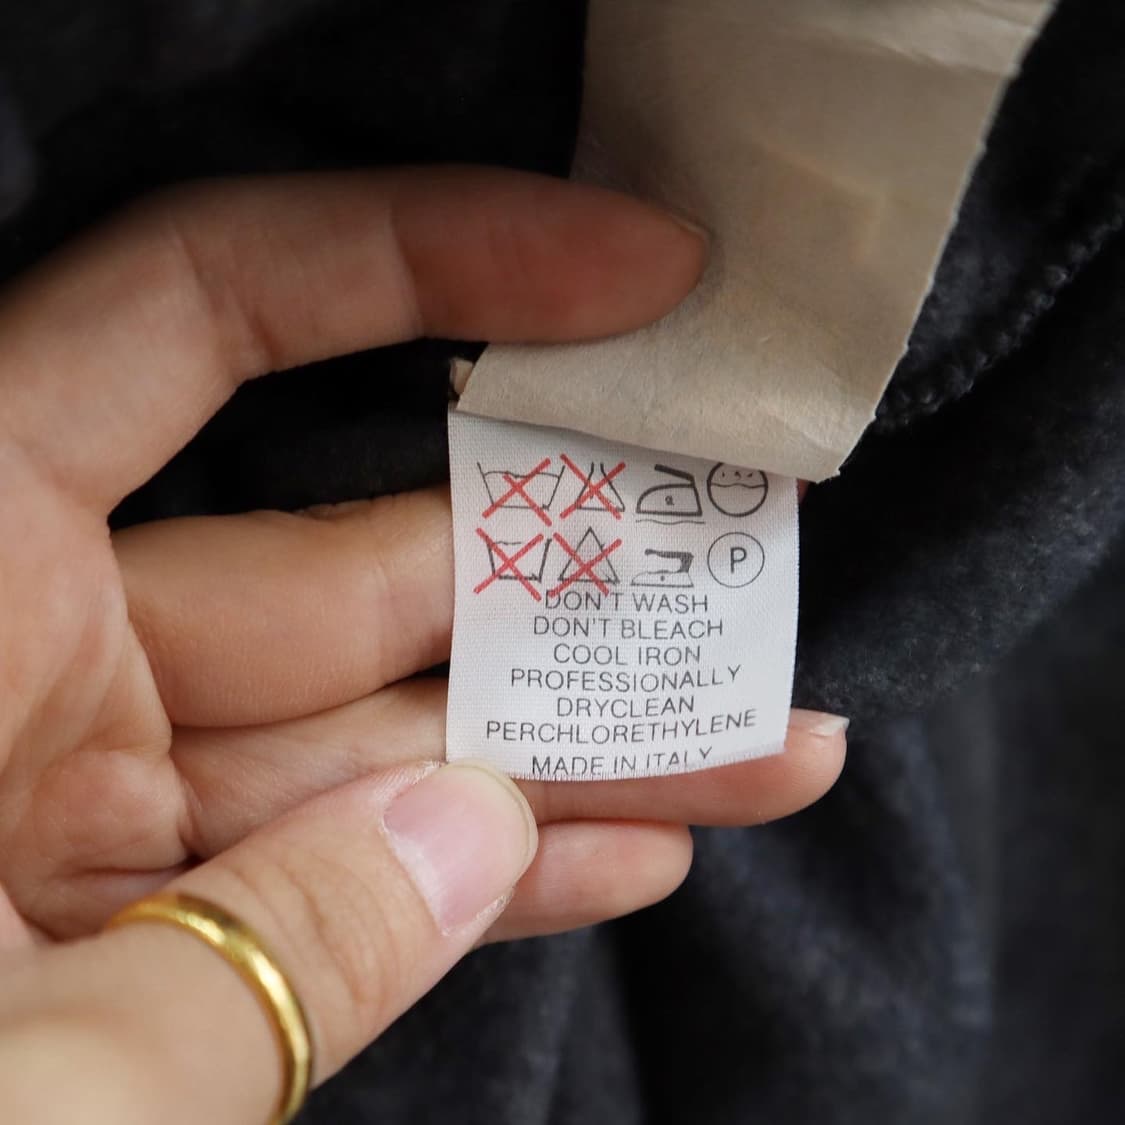 P
DON'T WASH
DON'T BLEACH
COOL IRON
PROFESSIONALLY
DRYCLEAN
PERCHLORETHYLENE
MADE IN ITALY